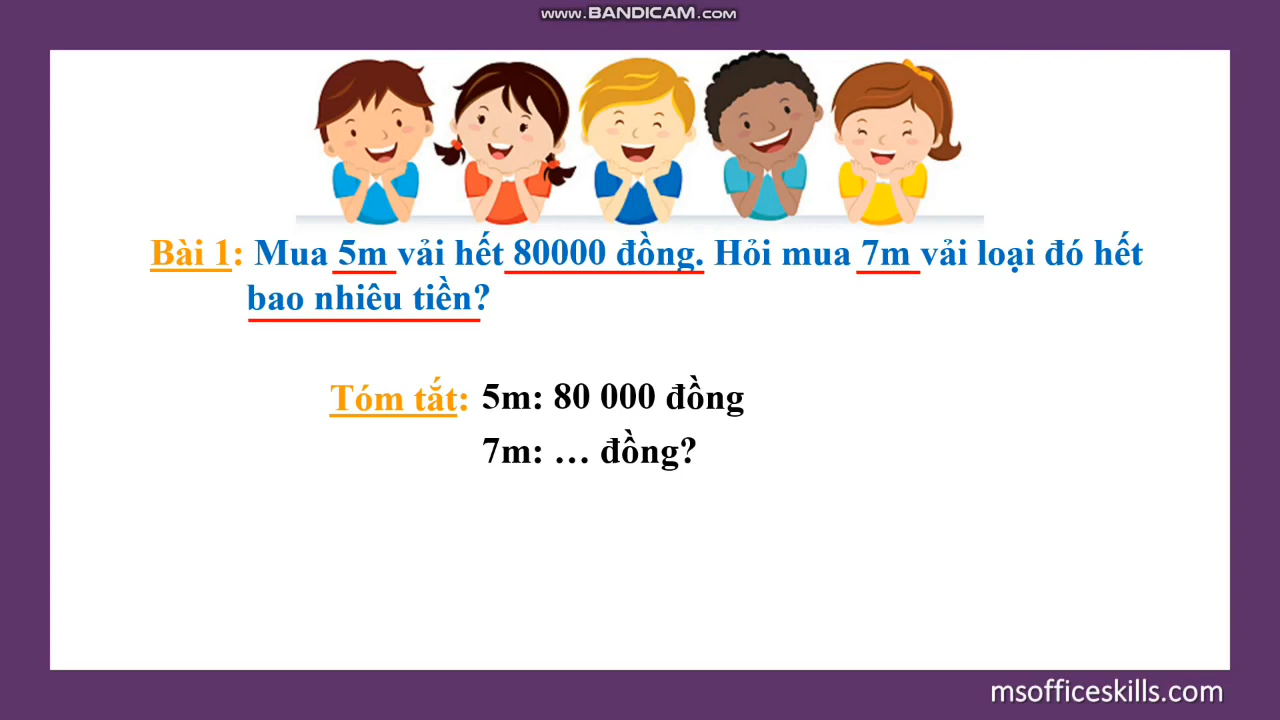 www.BANDICAM.com
Bài 1: Mua 5m vải hết 80000 đồng. Hỏi mua 7m vải loại đó hết
bao nhiêu tiền?
Tóm tắt: 5m: 80 000 đồng
7m: … đồng?
msofficeskills.com